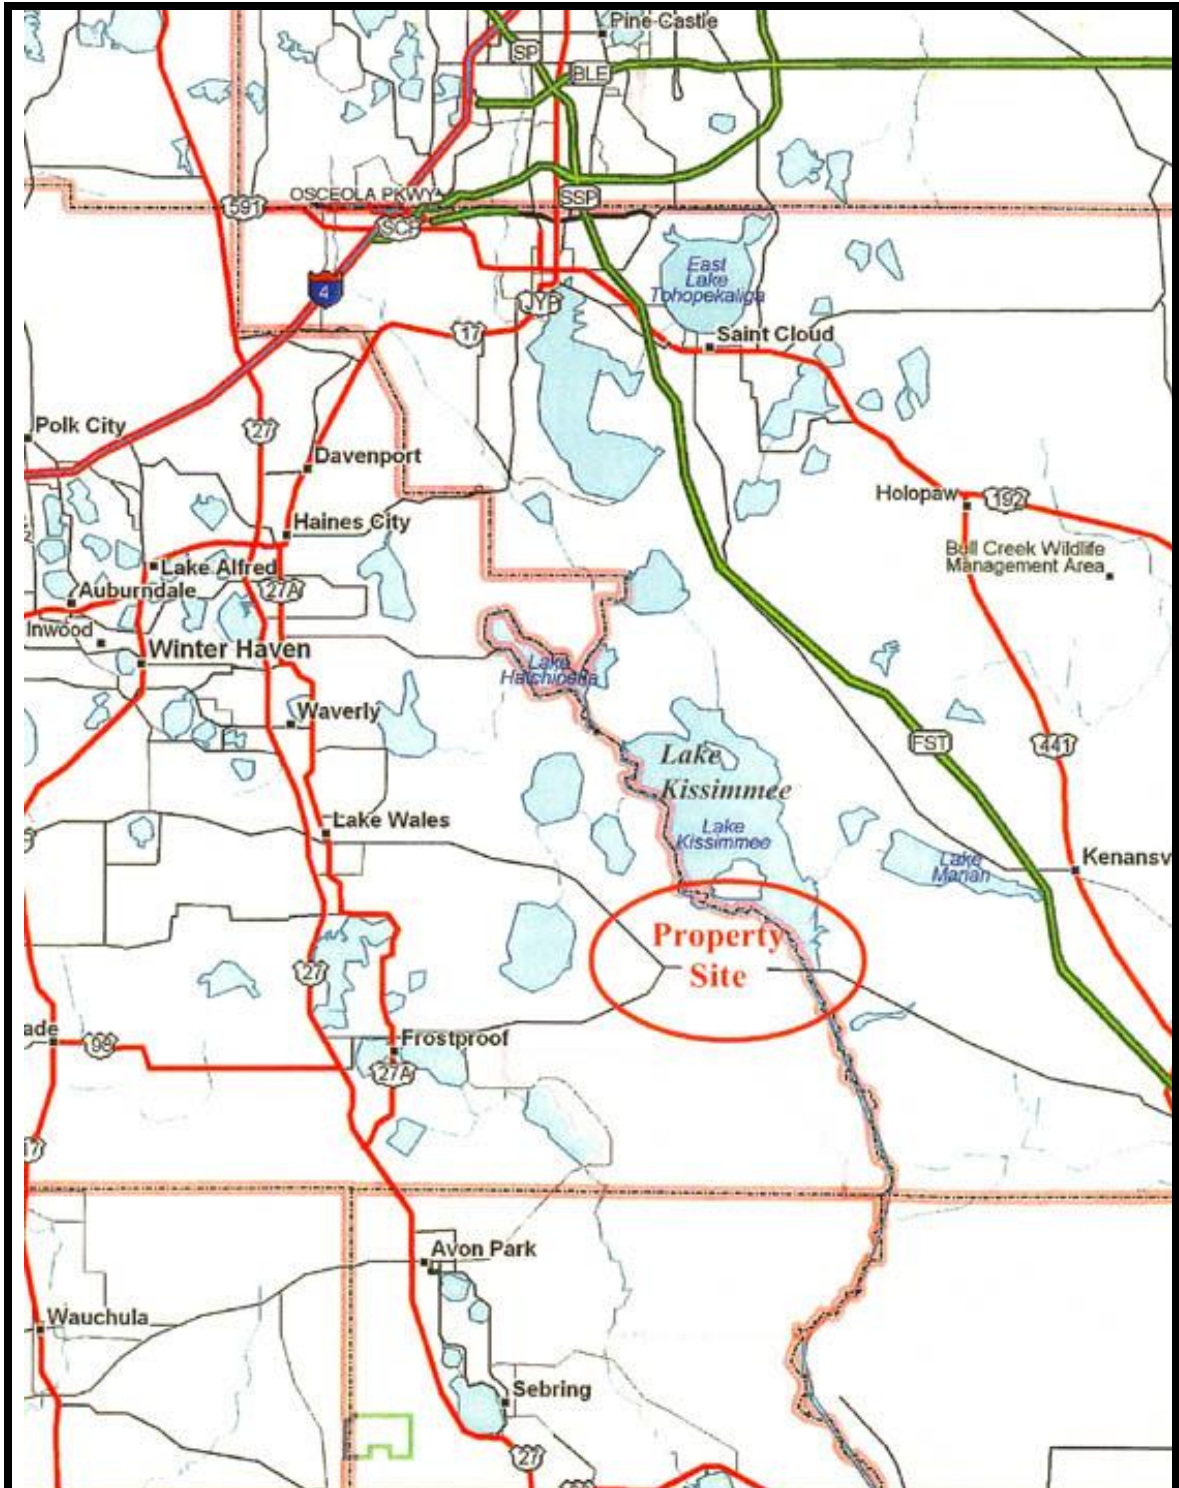 Pine Castle
SP
BLE
OSCEOLA PKWY
591
SSP
SCF
East
Lake
Tohopekaliga
4
JYP
17
Saint Cloud
Polk City
27
Davenport
Holopaw
192
Haines City
Bull Creek Wildlife
Management Area
Lake Alfred
Auburndale
27A
Inwood
Winter Haven
Lake
Hatchineha
Waverly
FST
441
Lake
Kissimmee
Lake Wales
Lake
Kissimmee
Lake
Marian
Kenansv
Property
Site
27
ade
98
Frostproof
27A
17
Avon Park
Wauchula
Sebring
27